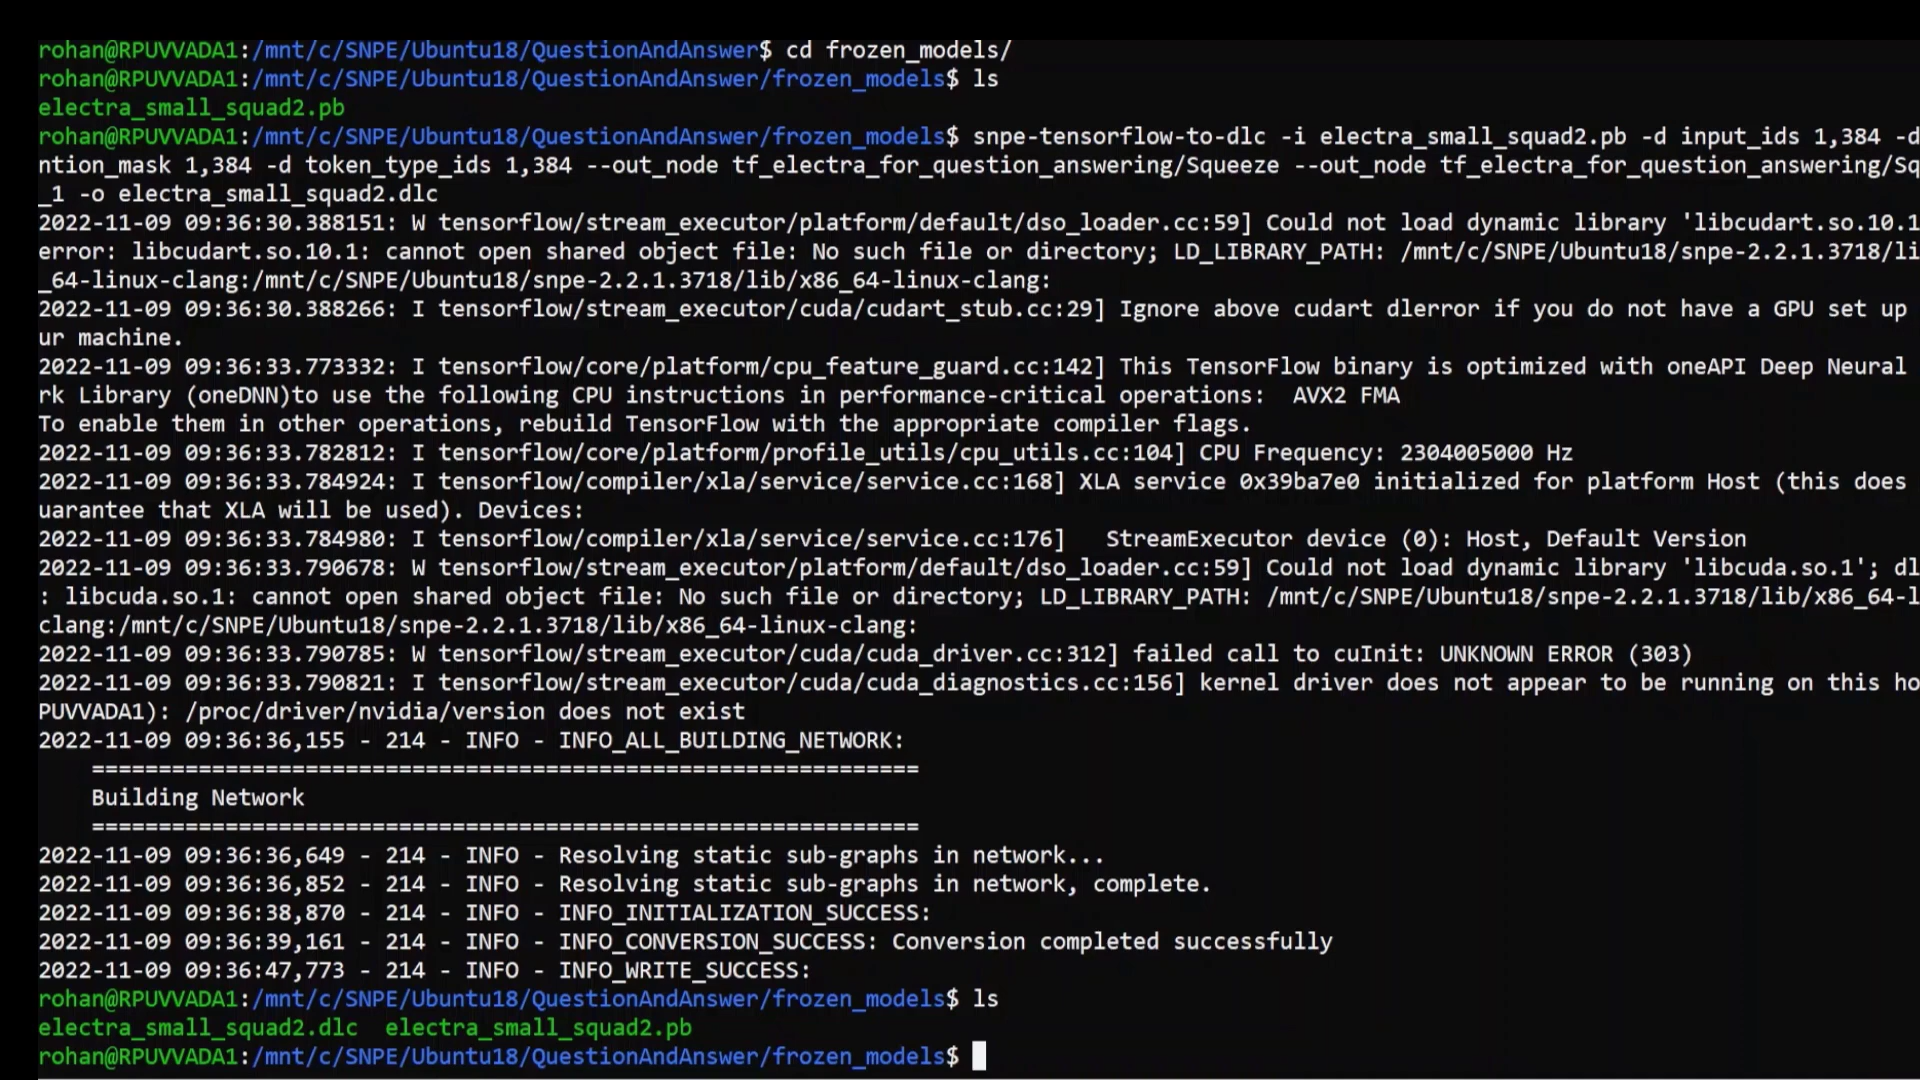 rohan@RPUVVADA1:/mnt/c/SNPE/Ubuntu18/QuestionAndAnswer$ cd frozen_models/
rohan@RPUVVADA1:/mnt/c/SNPE/Ubuntu18/QuestionAndAnswer/frozen_models$ ls
electra_small_squad2.pb
rohan@RPUVVADA1:/mnt/c/SNPE/Ubuntu18/QuestionAndAnswer/frozen_models$ snpe-tensorflow-to-dlc -i electra_small_squad2.pb -d input_ids 1,384 -d
ntion_mask 1,384 -d token_type_ids 1,384 --out_node tf_electra_for_question_answering/Squeeze --out_node tf_electra_for_question_answering/Sq
_1 -o electra_small_squad2.dlc
2022-11-09 09:36:30.388151: W tensorflow/stream_executor/platform/default/dso_loader.cc:59] Could not load dynamic library 'libcudart.so.10.1
error: libcudart.so.10.1: cannot open shared object file: No such file or directory; LD_LIBRARY_PATH: /mnt/c/SNPE/Ubuntu18/snpe-2.2.1.3718/li
_64-linux-clang:/mnt/c/SNPE/Ubuntu18/snpe-2.2.1.3718/lib/x86_64-linux-clang:
2022-11-09 09:36:30.388266: I tensorflow/stream_executor/cuda/cudart_stub.cc:29] Ignore above cudart dlerror if you do not have a GPU set up
ur machine.
2022-11-09 09:36:33.773332: I tensorflow/core/platform/cpu_feature_guard.cc:142] This TensorFlow binary is optimized with oneAPI Deep Neural
rk Library (oneDNN)to use the following CPU instructions in performance-critical operations:  AVX2 FMA
To enable them in other operations, rebuild TensorFlow with the appropriate compiler flags.
2022-11-09 09:36:33.782812: I tensorflow/core/platform/profile_utils/cpu_utils.cc:104] CPU Frequency: 2304005000 Hz
2022-11-09 09:36:33.784924: I tensorflow/compiler/xla/service/service.cc:168] XLA service 0x39ba7e0 initialized for platform Host (this does
uarantee that XLA will be used). Devices:
2022-11-09 09:36:33.784980: I tensorflow/compiler/xla/service/service.cc:176]   StreamExecutor device (0): Host, Default Version
2022-11-09 09:36:33.790678: W tensorflow/stream_executor/platform/default/dso_loader.cc:59] Could not load dynamic library 'libcuda.so.1'; dl
: libcuda.so.1: cannot open shared object file: No such file or directory; LD_LIBRARY_PATH: /mnt/c/SNPE/Ubuntu18/snpe-2.2.1.3718/lib/x86_64-l
clang:/mnt/c/SNPE/Ubuntu18/snpe-2.2.1.3718/lib/x86_64-linux-clang:
2022-11-09 09:36:33.790785: W tensorflow/stream_executor/cuda/cuda_driver.cc:312] failed call to cuInit: UNKNOWN ERROR (303)
2022-11-09 09:36:33.790821: I tensorflow/stream_executor/cuda/cuda_diagnostics.cc:156] kernel driver does not appear to be running on this ho
PUVVADA1): /proc/driver/nvidia/version does not exist
2022-11-09 09:36:36,155 - 214 - INFO - INFO_ALL_BUILDING_NETWORK:
==============================================================
Building Network
==============================================================
2022-11-09 09:36:36,649 - 214 - INFO - Resolving static sub-graphs in network...
2022-11-09 09:36:36,852 - 214 - INFO - Resolving static sub-graphs in network, complete.
2022-11-09 09:36:38,870 - 214 - INFO - INFO_INITIALIZATION_SUCCESS:
2022-11-09 09:36:39,161 - 214 - INFO - INFO_CONVERSION_SUCCESS: Conversion completed successfully
2022-11-09 09:36:47,773 - 214 - INFO - INFO_WRITE_SUCCESS:
rohan@RPUVVADA1:/mnt/c/SNPE/Ubuntu18/QuestionAndAnswer/frozen_models$ ls
electra_small_squad2.dlc  electra_small_squad2.pb
rohan@RPUVVADA1:/mnt/c/SNPE/Ubuntu18/QuestionAndAnswer/frozen_models$